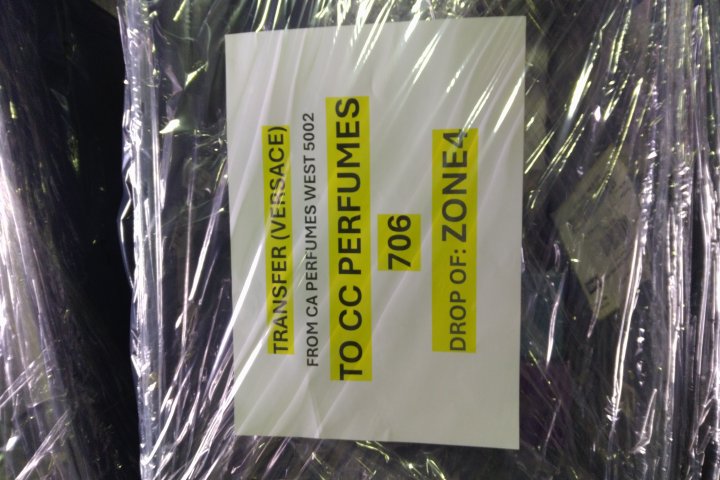 TRANSFER (VERSACE)
FROM CA PERFUMES WEST 5002
TO CC PERFUMES
706
DROP OF: ZONE4